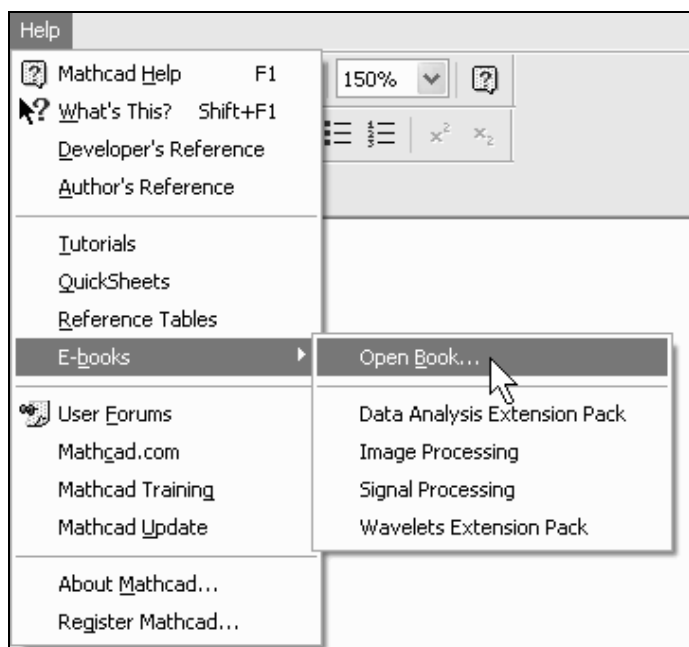 Help
Mathcad Help F1
What's This? Shift+F1
Developer's Reference
Author's Reference
Tutorials
QuickSheets
Reference Tables
E-books
User Forums
Mathcad.com
Mathcad Training
Mathcad Update
About Mathcad...
Register Mathcad...
150%
x²
x₂
Open Book...
Data Analysis Extension Pack
Image Processing
Signal Processing
Wavelets Extension Pack